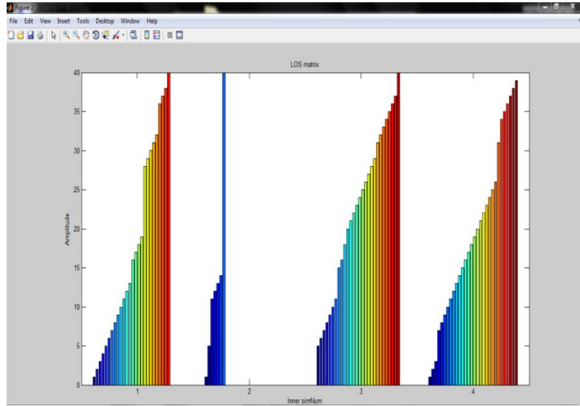 Figure 2
File Edit View Insert Tools Desktop Window Help
LOS matrix
40
35
30
25
20
15
10
5
0
Amplitude
1 2 3 4
Inner simNum